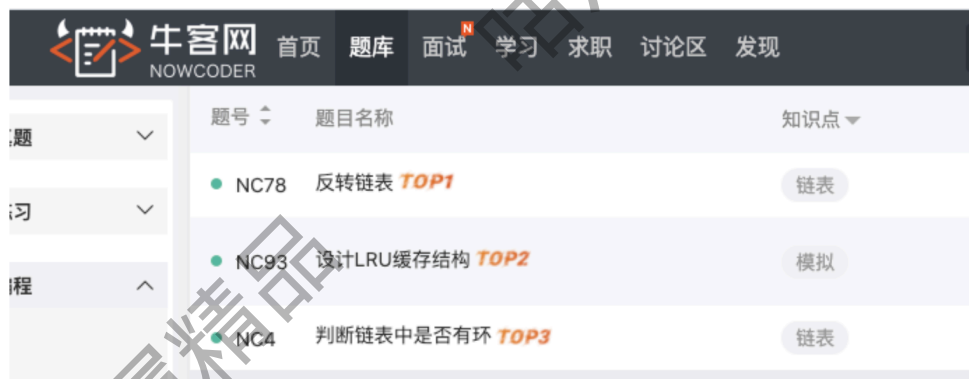 牛客网 首页 题库 面试 N 学习 求职 讨论区 发现
NOWCODER
题号 题目名称 知识点
题
NC78 反转链表 TOP1 链表
习
NC93 设计LRU缓存结构 TOP2 模拟
程
NC4 判断链表中是否有环 TOP3 链表
精品